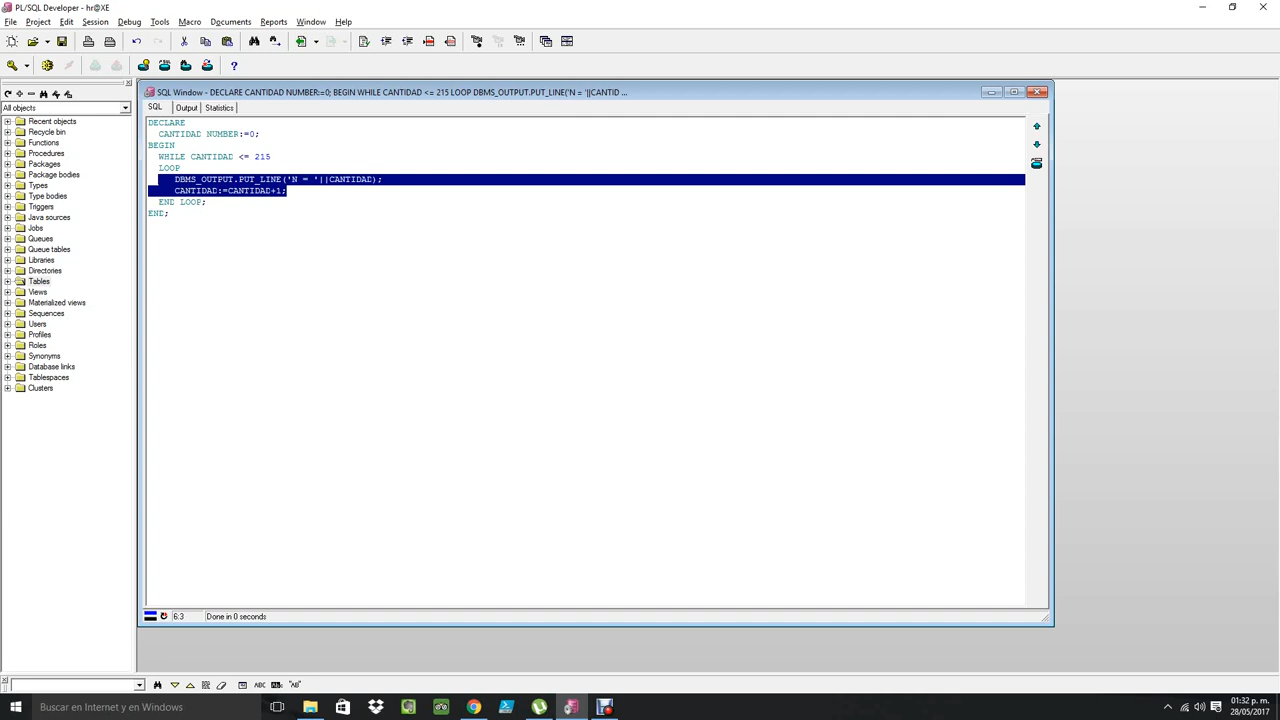 PL/SQL Developer - hr@XE
File Project Edit Session Debug Tools Macro Documents Reports Window Help
All objects
Recent objects
Recycle bin
Functions
Procedures
Packages
Package bodies
Types
Type bodies
Triggers
Java sources
Jobs
Queues
Queue tables
Libraries
Directories
Tables
Views
Materialized views
Sequences
Users
Profiles
Roles
Synonyms
Database links
Tablespaces
Clusters
SQL Window - DECLARE CANTIDAD NUMBER:=0; BEGIN WHILE CANTIDAD <= 215 LOOP DBMS_OUTPUT.PUT_LINE('N = '||CANTID ...
SQL Output Statistics
DECLARE
CANTIDAD NUMBER:=0;
BEGIN
WHILE CANTIDAD <= 215
LOOP
DBMS_OUTPUT.PUT_LINE('N = '||CANTIDAD);
CANTIDAD:=CANTIDAD+1;
END LOOP;
END;
6:3 Done in 0 seconds
ABC "AB"
Buscar en Internet y en Windows
01:32 p. m.
28/05/2017